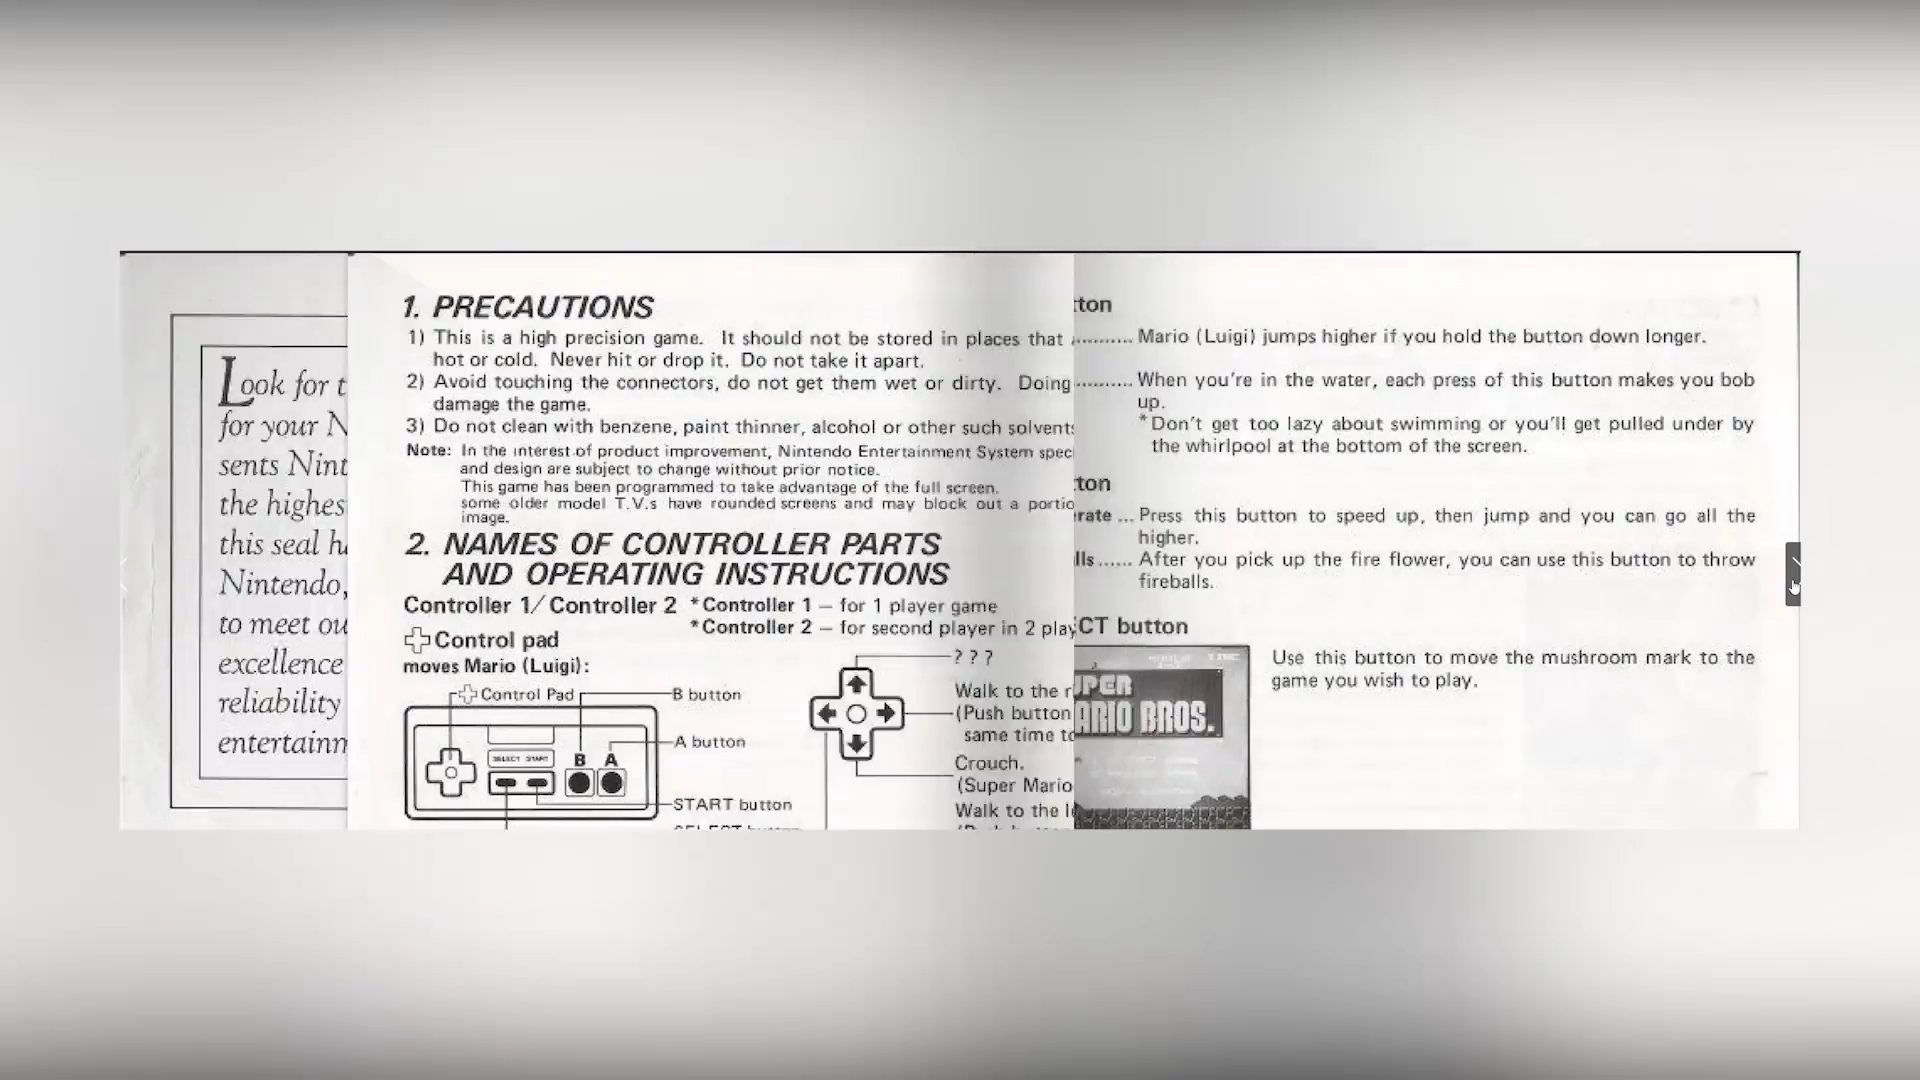 Look for t
for your N
sents Nint
the highes
this seal h
Nintendo,
to meet ou
excellence
reliability
entertainm
1. PRECAUTIONS
1) This is a high precision game. It should not be stored in places that
hot or cold. Never hit or drop it. Do not take it apart.
2) Avoid touching the connectors, do not get them wet or dirty. Doing
damage the game.
3) Do not clean with benzene, paint thinner, alcohol or other such solvents
Note: In the interest of product improvement, Nintendo Entertainment System spec
and design are subject to change without prior notice.
This game has been programmed to take advantage of the full screen.
some older model T.V.s have rounded screens and may block out a portio
image.
2. NAMES OF CONTROLLER PARTS
AND OPERATING INSTRUCTIONS
Controller 1/Controller 2 *Controller 1 – for 1 player game
*Controller 2 – for second player in 2 play
Control pad
moves Mario (Luigi):
Control Pad
B button
A button
SELECT START
B A
START button
? ? ?
Walk to the r
(Push button
same time to
Crouch.
(Super Mario
Walk to the l
tton
.......... Mario (Luigi) jumps higher if you hold the button down longer.
.......... When you're in the water, each press of this button makes you bob
up.
*Don't get too lazy about swimming or you'll get pulled under by
the whirlpool at the bottom of the screen.
tton
rate ... Press this button to speed up, then jump and you can go all the
higher.
lls ...... After you pick up the fire flower, you can use this button to throw
fireballs.
CT button
UPER
ARIO BROS.
Use this button to move the mushroom mark to the
game you wish to play.